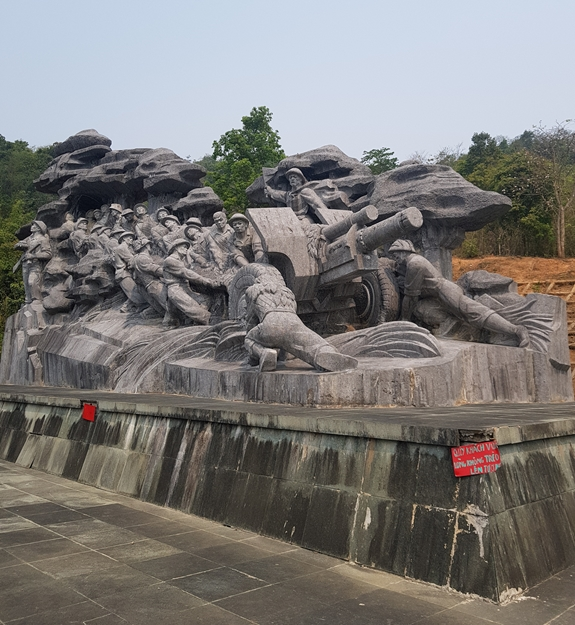 QUÝ KHÁCH VUI
LÒNG KHÔNG TRÈO
LÊN TƯỢNG